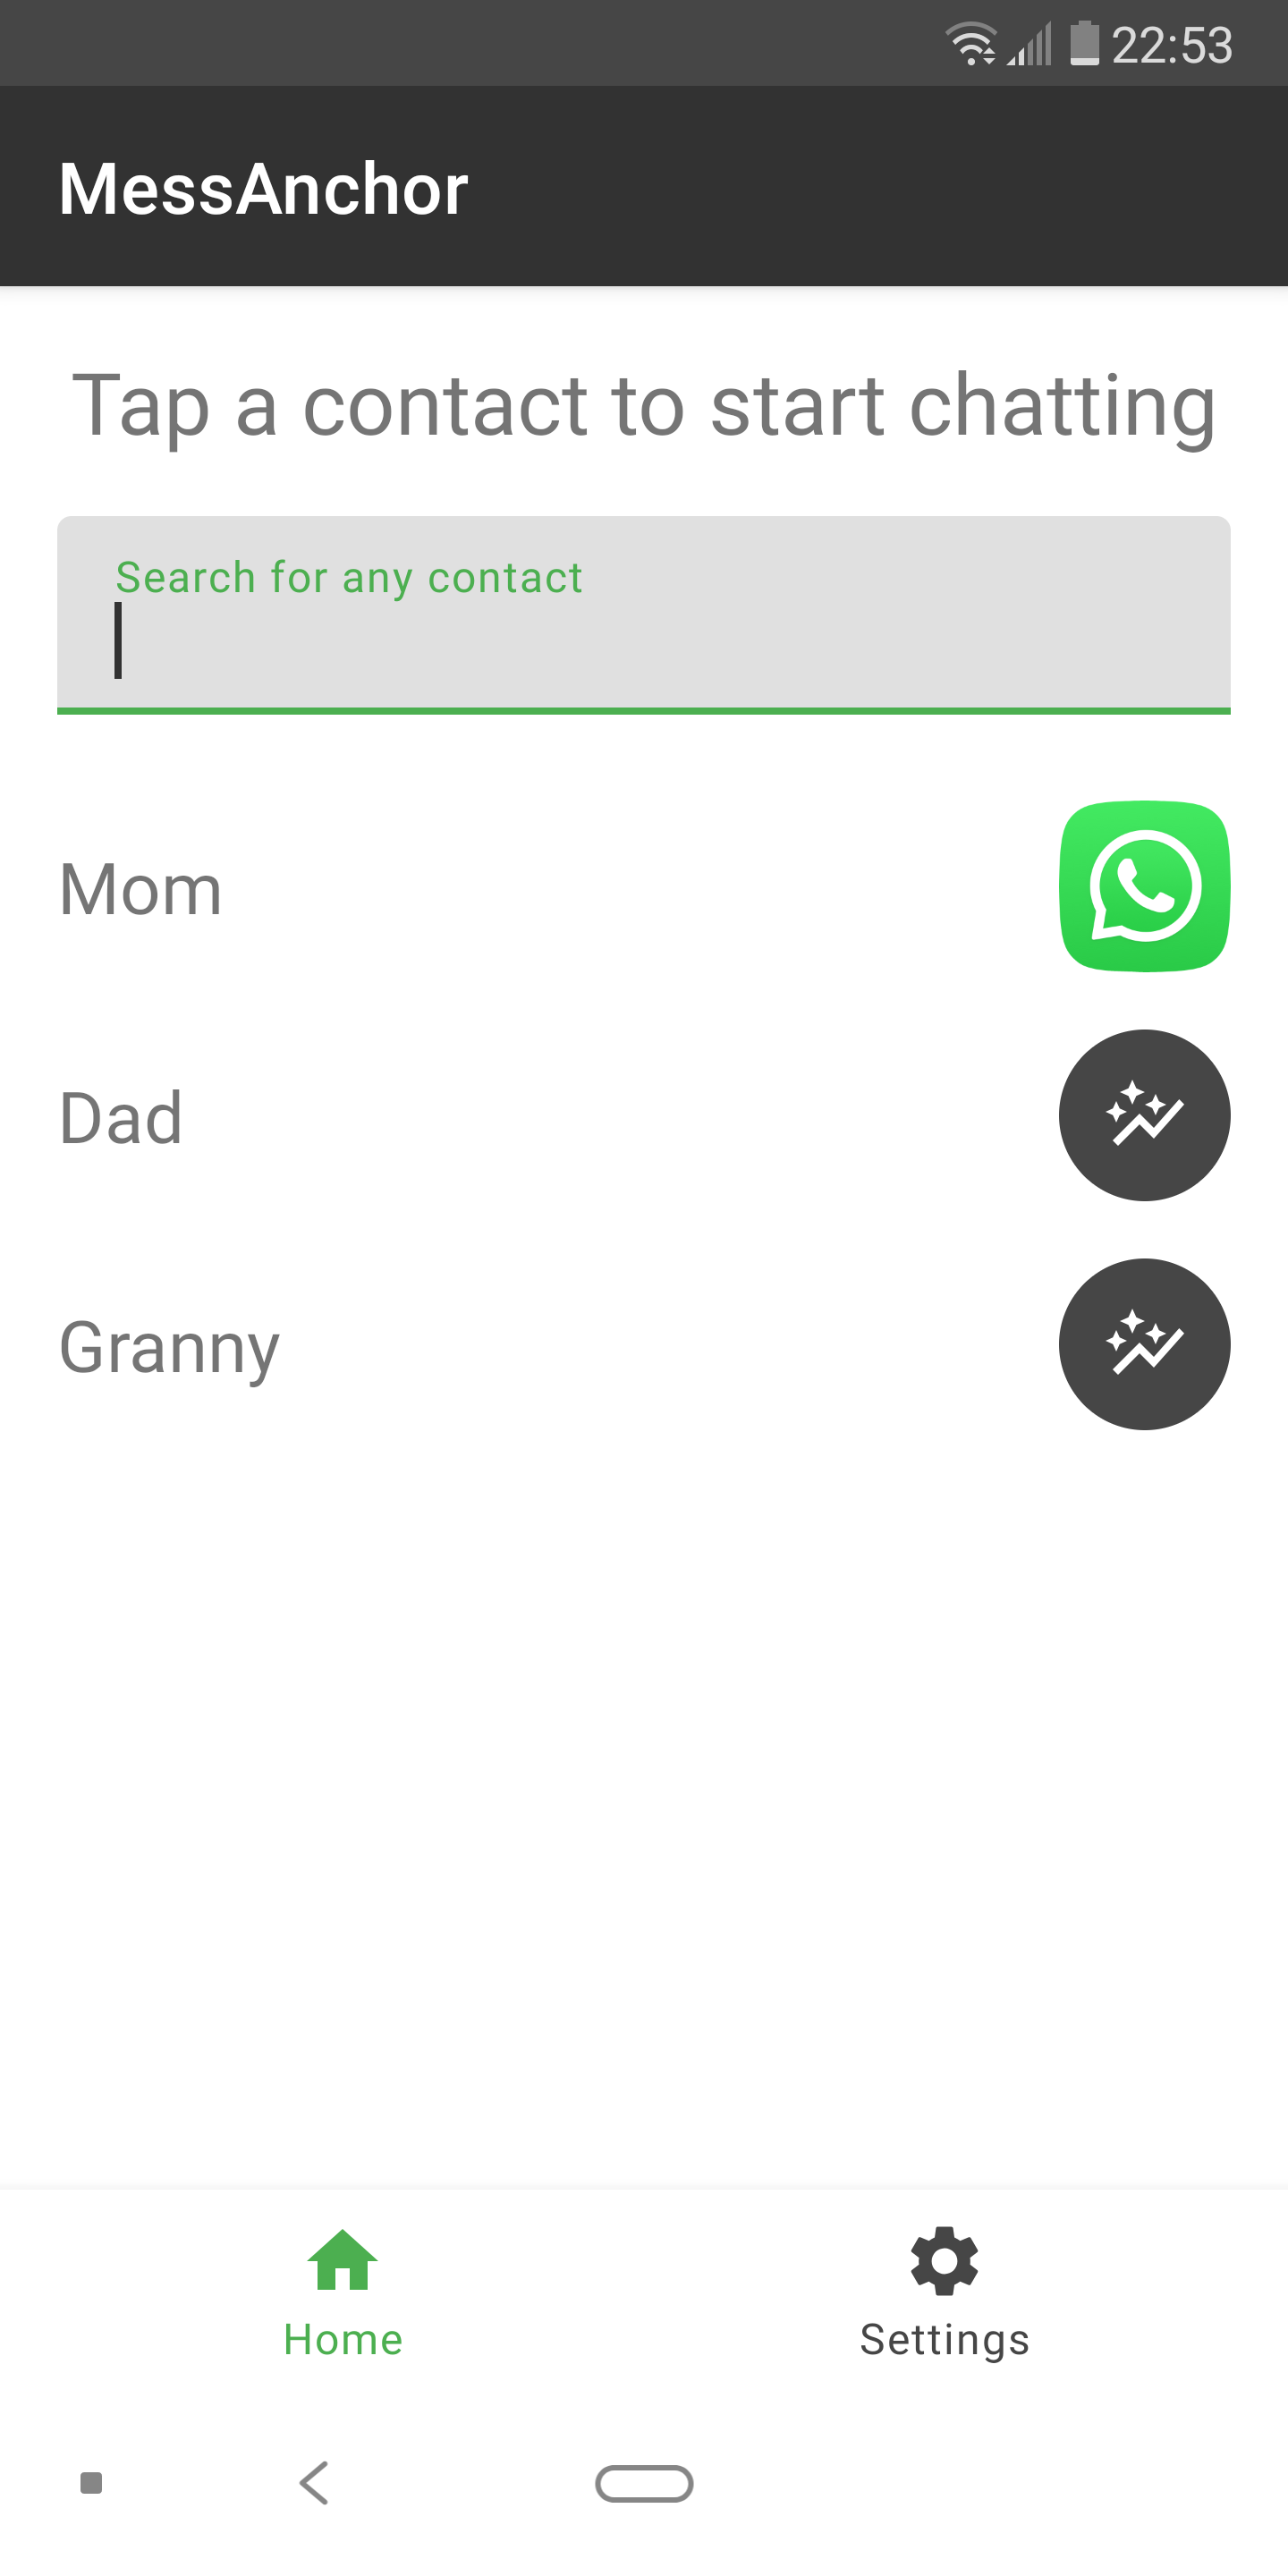 22:53
MessAnchor
Tap a contact to start chatting
Search for any contact
Mom
Dad
Granny
Home
Settings